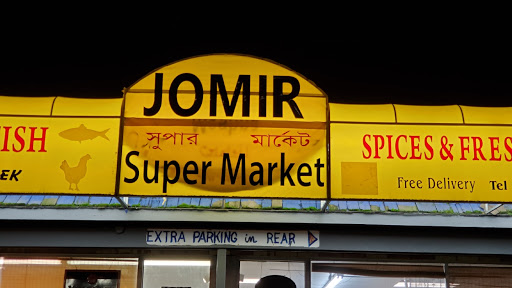 JOMIR
সুপার মার্কেট
Super Market
ISH
EK
SPICES & FRES
Free Delivery Tel
EXTRA PARKING in REAR